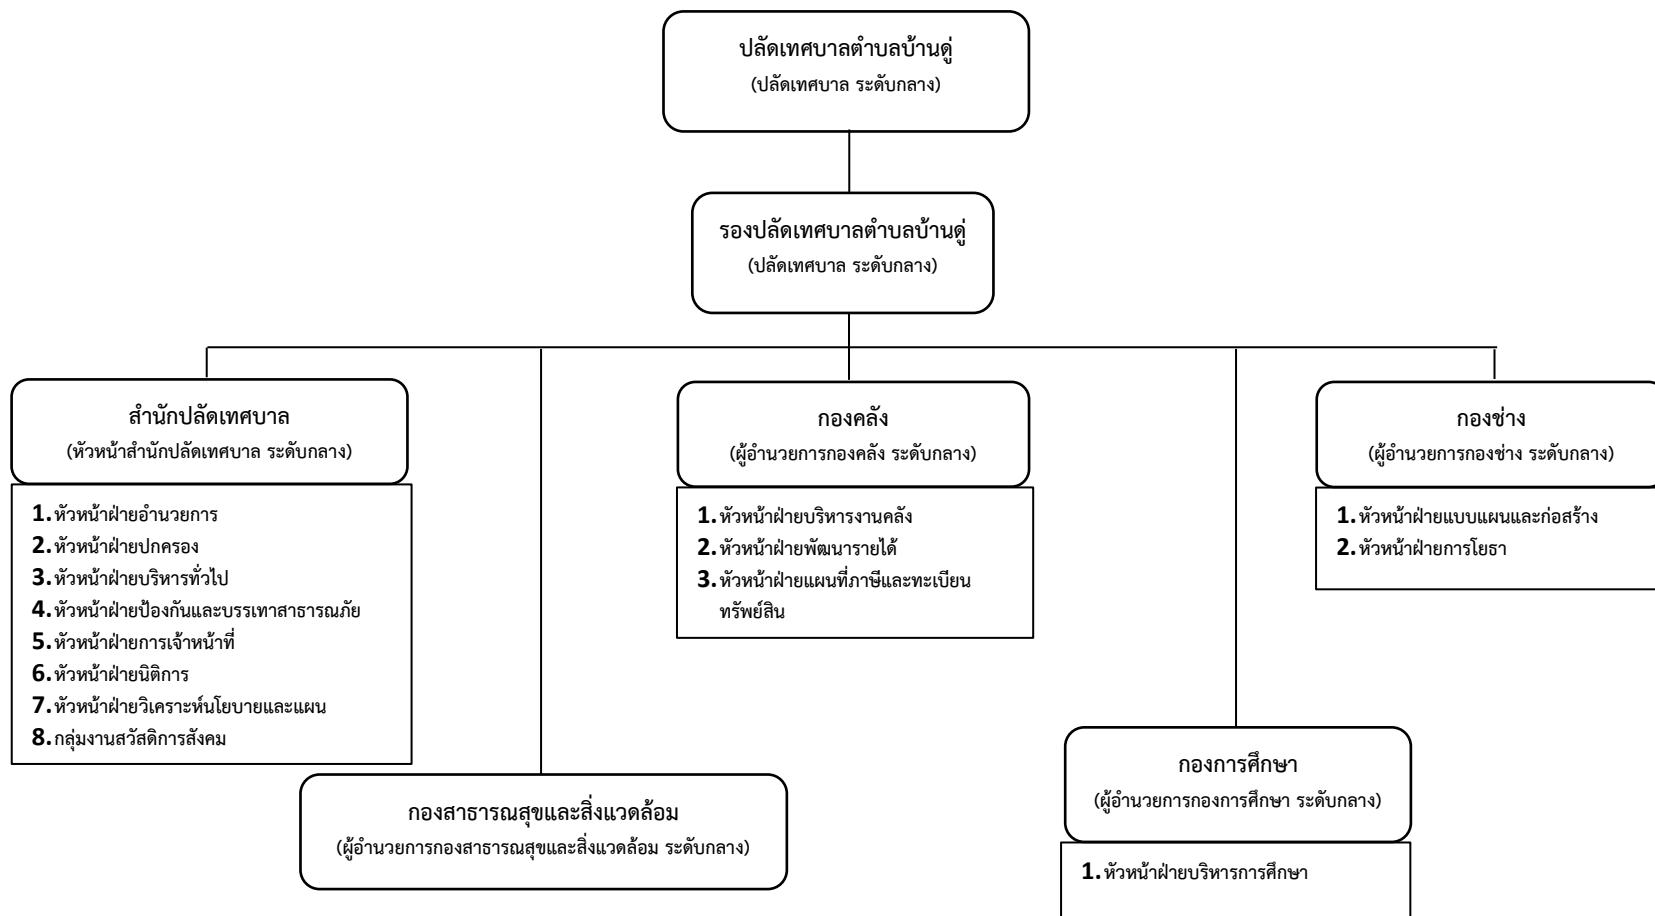 ปลัดเทศบาลตำบลบ้านดู่
(ปลัดเทศบาล ระดับกลาง)
รองปลัดเทศบาลตำบลบ้านดู่
(ปลัดเทศบาล ระดับกลาง)
สำนักปลัดเทศบาล
(หัวหน้าสำนักปลัดเทศบาล ระดับกลาง)
1. หัวหน้าฝ่ายอำนวยการ
2. หัวหน้าฝ่ายปกครอง
3. หัวหน้าฝ่ายบริหารทั่วไป
4. หัวหน้าฝ่ายป้องกันและบรรเทาสาธารณภัย
5. หัวหน้าฝ่ายการเจ้าหน้าที่
6. หัวหน้าฝ่ายนิติการ
7. หัวหน้าฝ่ายวิเคราะห์นโยบายและแผน
8. กลุ่มงานสวัสดิการสังคม
กองคลัง
(ผู้อำนวยการกองคลัง ระดับกลาง)
1. หัวหน้าฝ่ายบริหารงานคลัง
2. หัวหน้าฝ่ายพัฒนารายได้
3. หัวหน้าฝ่ายแผนที่ภาษีและทะเบียน
ทรัพย์สิน
กองช่าง
(ผู้อำนวยการกองช่าง ระดับกลาง)
1. หัวหน้าฝ่ายแบบแผนและก่อสร้าง
2. หัวหน้าฝ่ายการโยธา
กองสาธารณสุขและสิ่งแวดล้อม
(ผู้อำนวยการกองสาธารณสุขและสิ่งแวดล้อม ระดับกลาง)
กองการศึกษา
(ผู้อำนวยการกองการศึกษา ระดับกลาง)
1. หัวหน้าฝ่ายบริหารการศึกษา